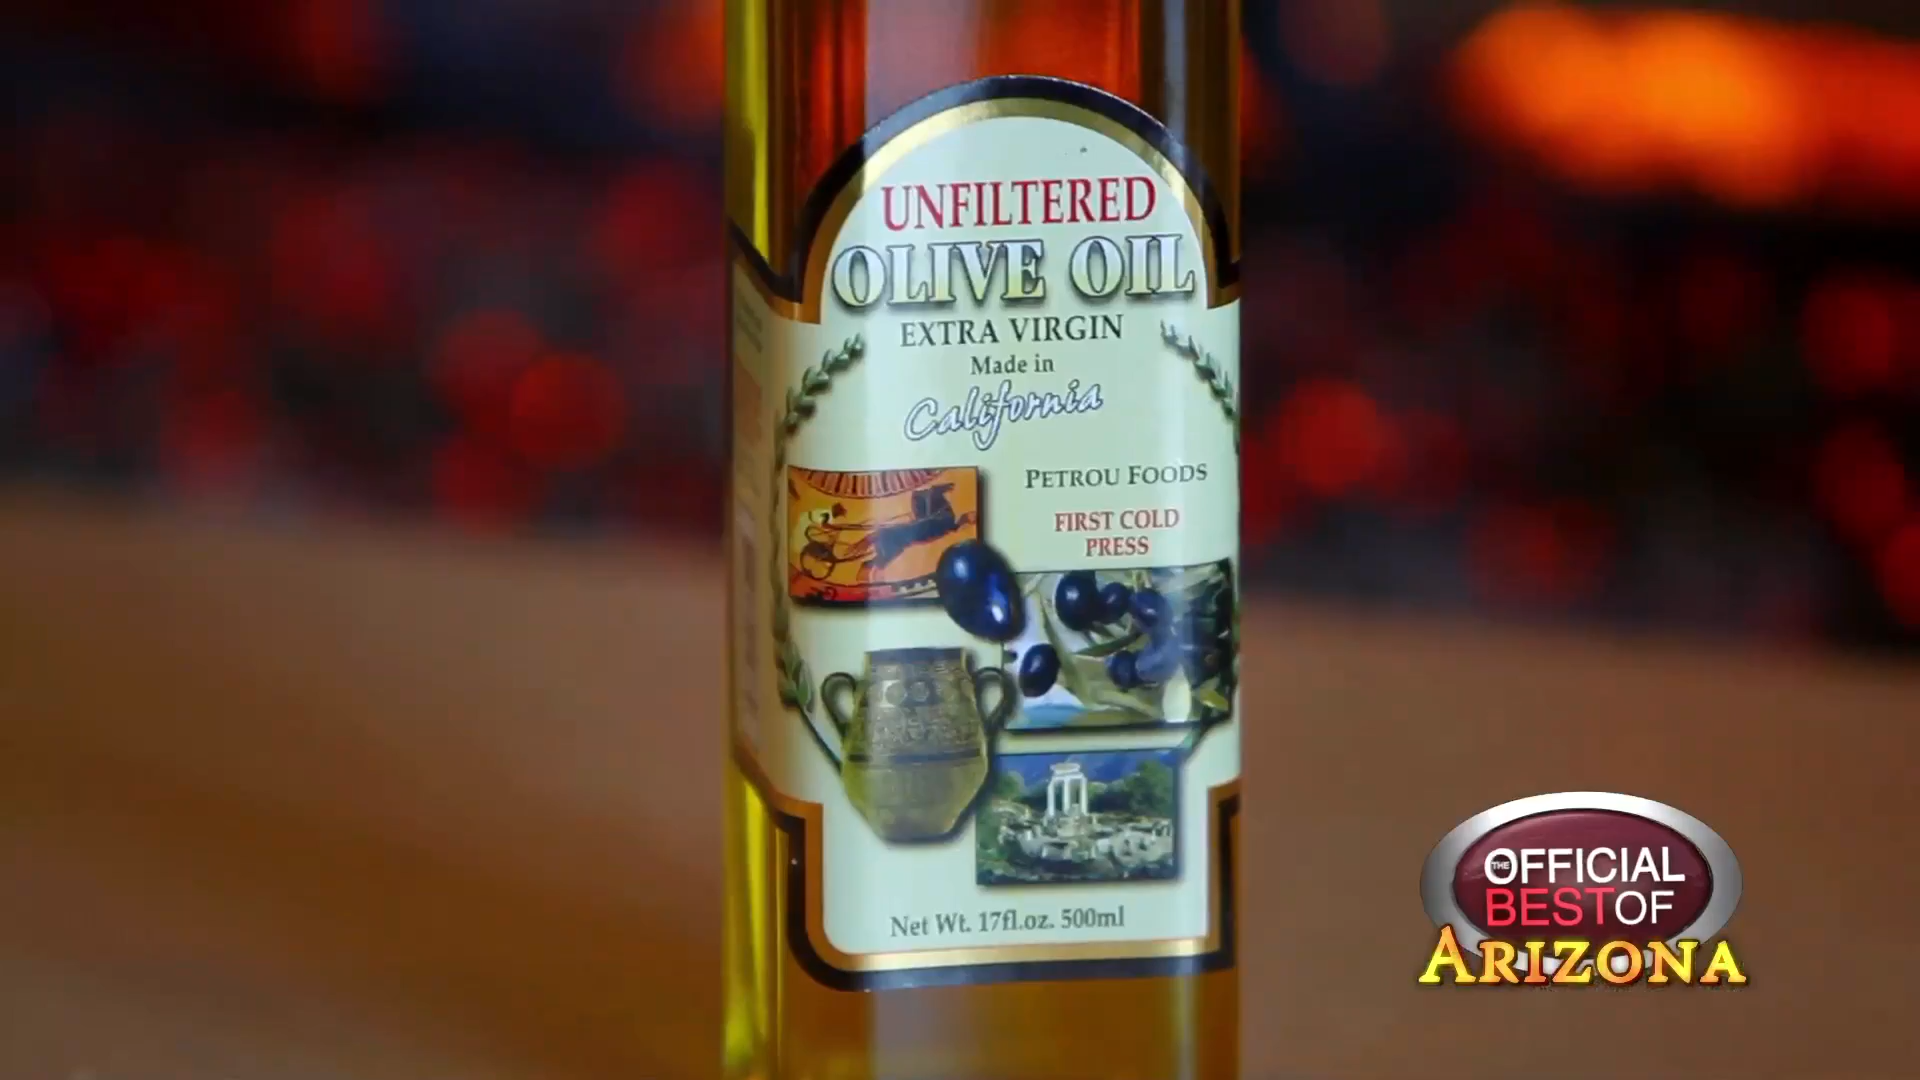 UNFILTERED
OLIVE OIL
EXTRA VIRGIN
Made in
California
PETROU FOODS
FIRST COLD
PRESS
Net Wt. 17fl.oz. 500ml
THE OFFICIAL
BEST OF
ARIZONA